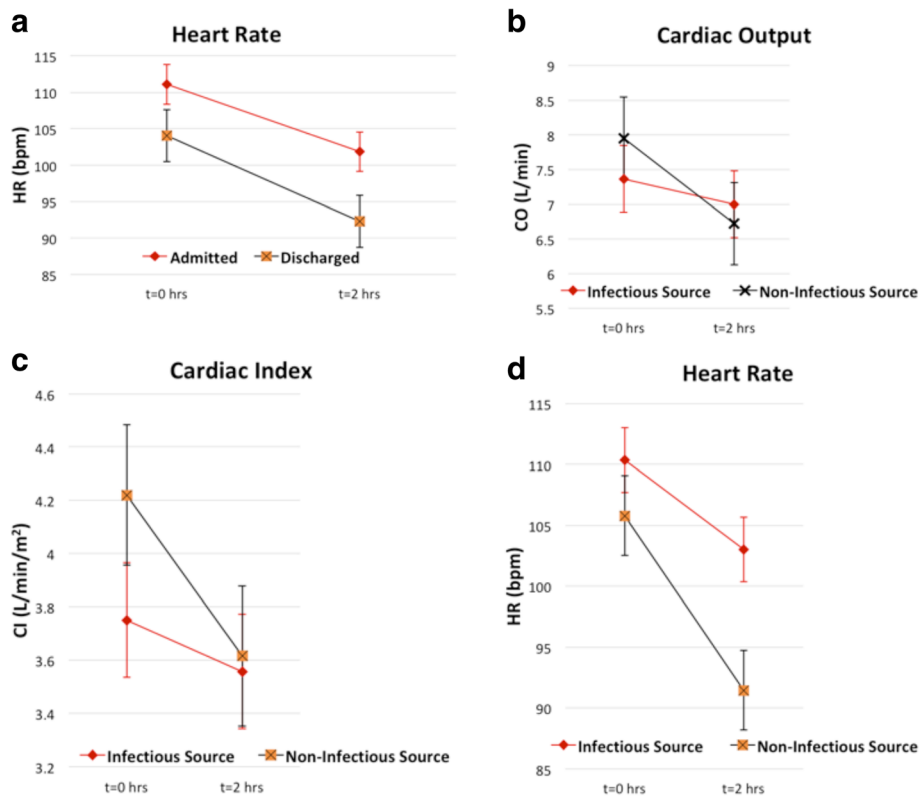 a
Heart Rate
115
110
105
100
95
90
85
HR (bpm)
Admitted Discharged
t=0 hrs t=2 hrs
b
Cardiac Output
9
8.5
8
7.5
7
6.5
6
5.5
CO (L/min)
Infectious Source Non-Infectious Source
t=0 hrs t=2 hrs
c
Cardiac Index
4.6
4.4
4.2
4
3.8
3.6
3.4
3.2
CI (L/min/m²)
Infectious Source Non-Infectious Source
t=0 hrs t=2 hrs
d
Heart Rate
115
110
105
100
95
90
85
HR (bpm)
Infectious Source Non-Infectious Source
t=0 hrs t=2 hrs